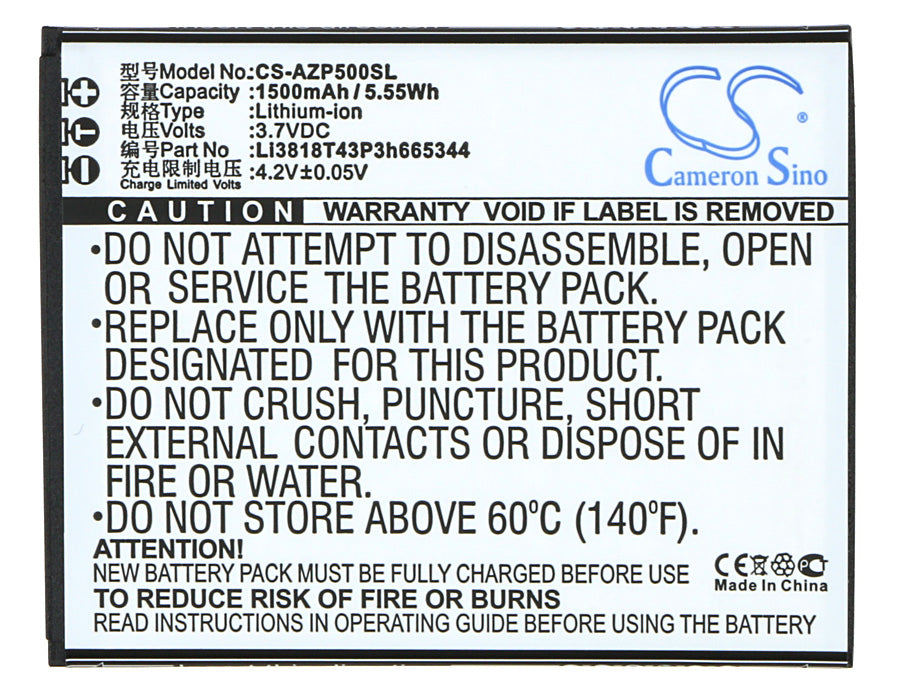 型号Model No.:CS-AZP500SL
容量Capacity :1500mAh / 5.55Wh
规格Type :Lithium-ion
电压Volts :3.7VDC
编号Part No :Li3818T43P3h665344
充电限制电压
Charge Limited Volts :4.2V±0.05V
CS ®
Cameron Sino
CAUTION WARRANTY VOID IF LABEL IS REMOVED
•DO NOT ATTEMPT TO DISASSEMBLE, OPEN
OR SERVICE THE BATTERY PACK.
•REPLACE ONLY WITH THE BATTERY PACK
DESIGNATED FOR THIS PRODUCT.
•DO NOT CRUSH, PUNCTURE, SHORT
EXTERNAL CONTACTS OR DISPOSE OF IN
FIRE OR WATER.
•DO NOT STORE ABOVE 60°C (140°F).
ATTENTION!
NEW BATTERY PACK MUST BE FULLY CHARGED BEFORE USE
TO REDUCE RISK OF FIRE OR BURNS
READ INSTRUCTIONS IN OPERATING GUIDE BEFORE USING THE BATTERY
CE
Made In China